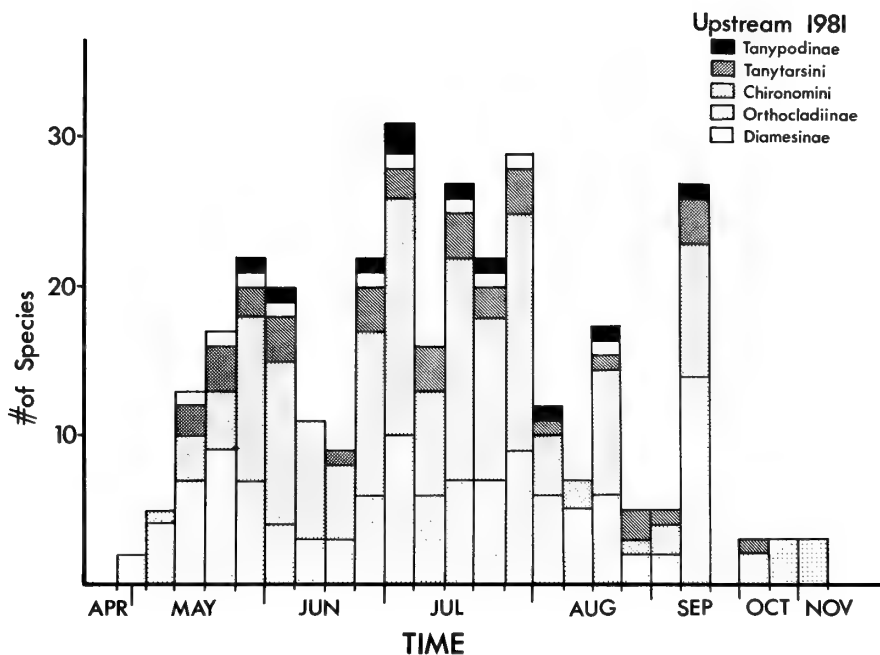 Upstream 1981
Tanypodinae
Tanytarsini
Chironomini
Orthocladiinae
Diamesinae
30
20
10
# of Species
APR MAY JUN JUL AUG SEP OCT NOV
TIME